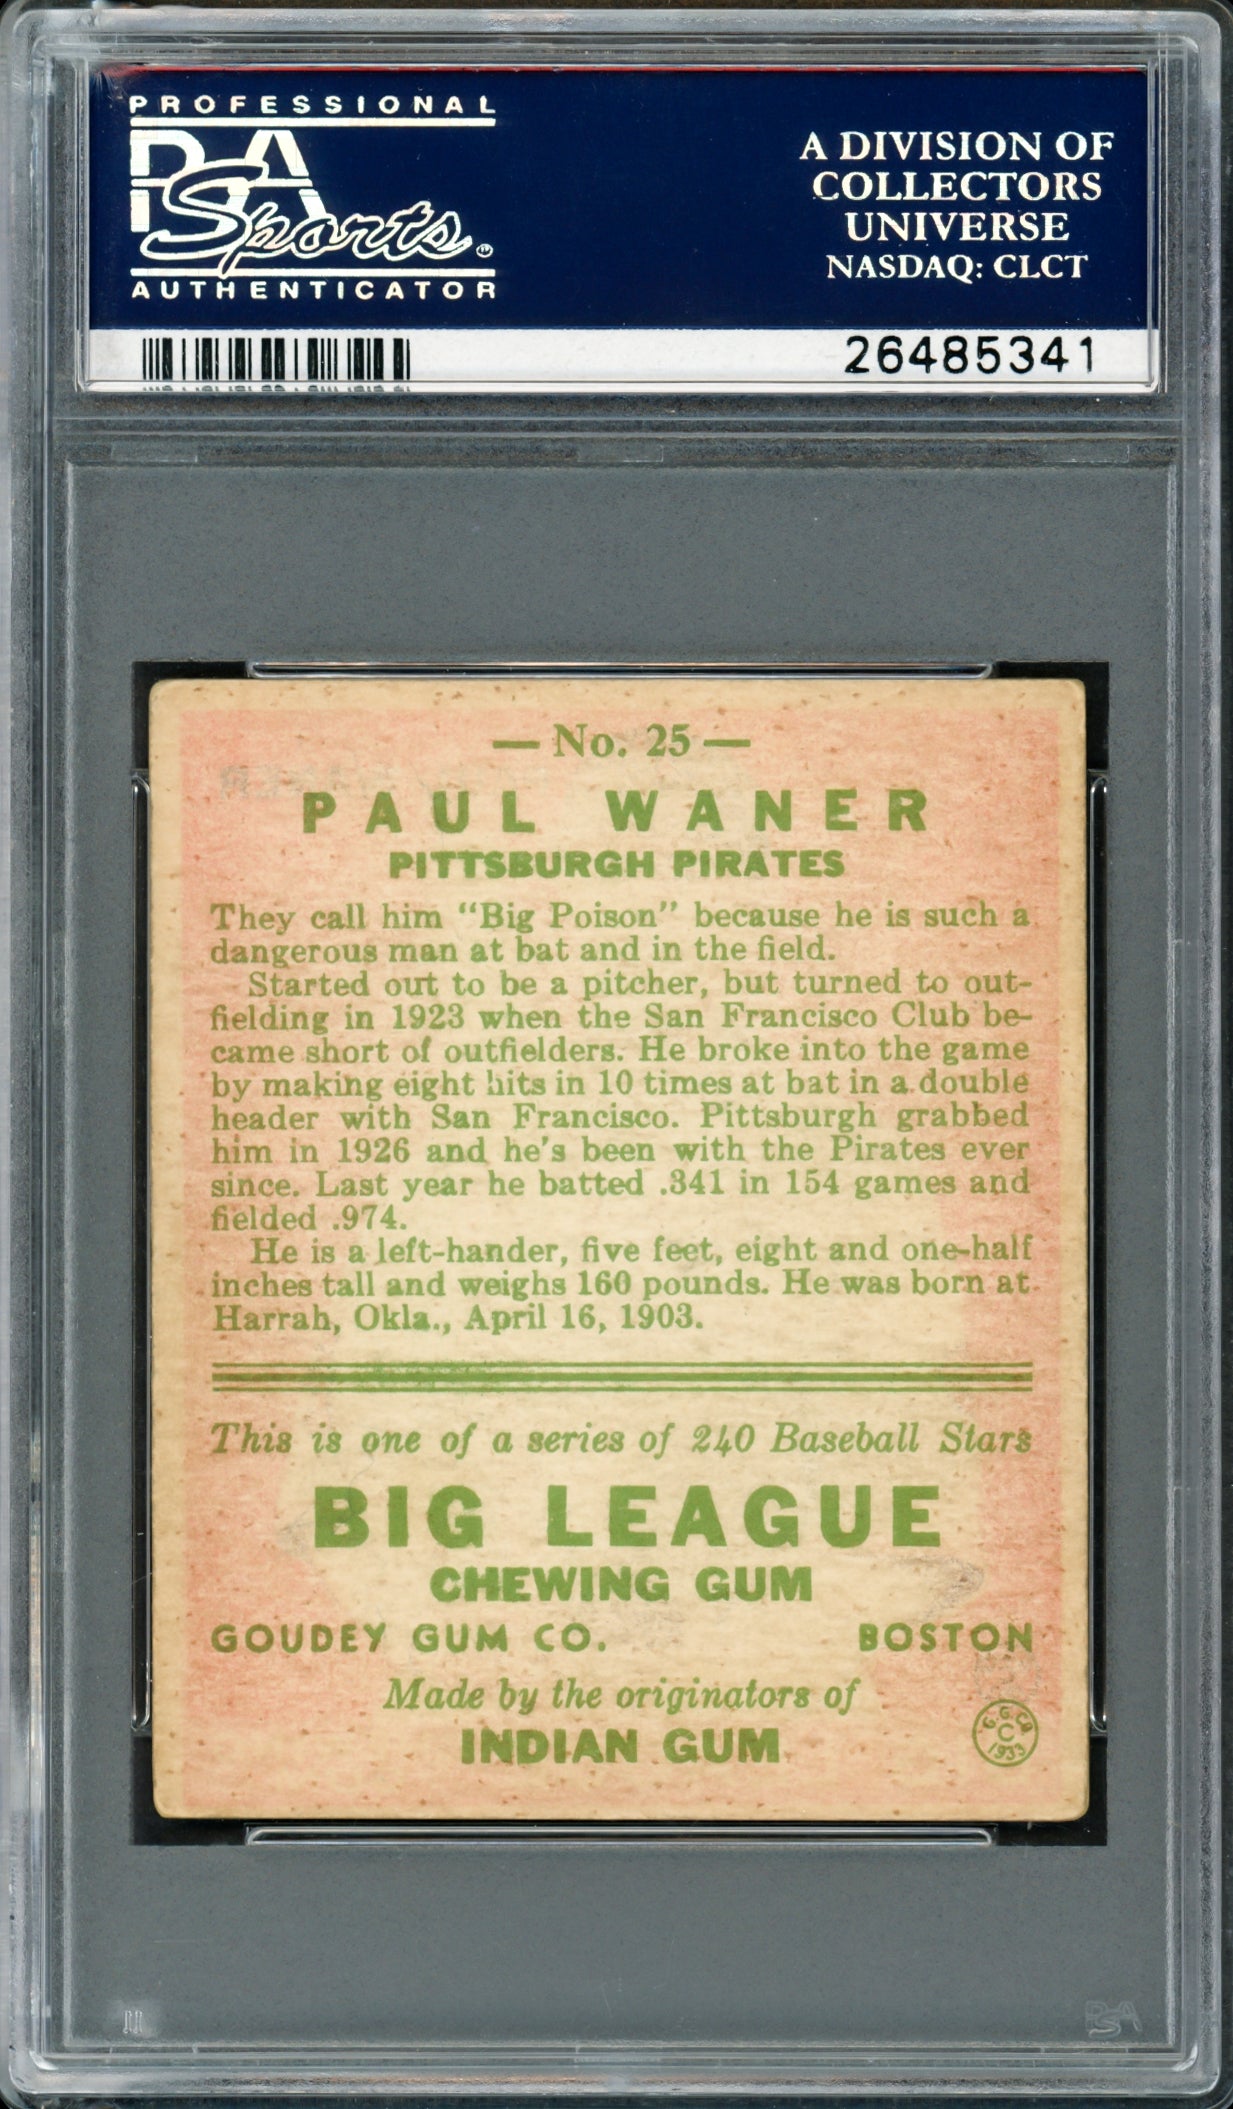 PROFESSIONAL
PSA
Sports
AUTHENTICATOR
A DIVISION OF
COLLECTORS
UNIVERSE
NASDAQ: CLCT
26485341
— No. 25 —
PAUL WANER
PITTSBURGH PIRATES
They call him "Big Poison" because he is such a
dangerous man at bat and in the field.
Started out to be a pitcher, but turned to out-
fielding in 1923 when the San Francisco Club be-
came short of outfielders. He broke into the game
by making eight hits in 10 times at bat in a double
header with San Francisco. Pittsburgh grabbed
him in 1926 and he's been with the Pirates ever
since. Last year he batted .341 in 154 games and
fielded .974.
He is a left-hander, five feet, eight and one-half
inches tall and weighs 160 pounds. He was born at
Harrah, Okla., April 16, 1903.
This is one of a series of 240 Baseball Stars
BIG LEAGUE
CHEWING GUM
GOUDEY GUM CO. BOSTON
Made by the originators of
INDIAN GUM
G.G.Co.
C
1933
PSA